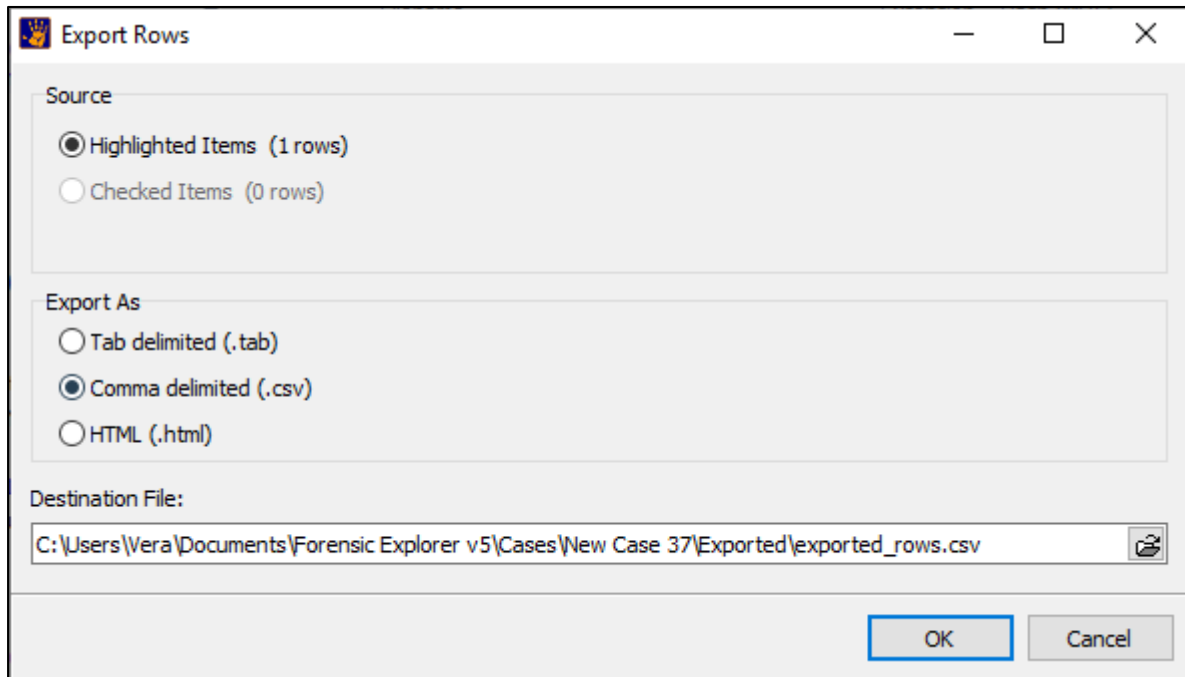 Export Rows
Source
Highlighted Items (1 rows)
Checked Items (0 rows)
Export As
Tab delimited (.tab)
Comma delimited (.csv)
HTML (.html)
Destination File:
C:\Users\Vera\Documents\Forensic Explorer v5\Cases\New Case 37\Exported\exported_rows.csv
OK Cancel